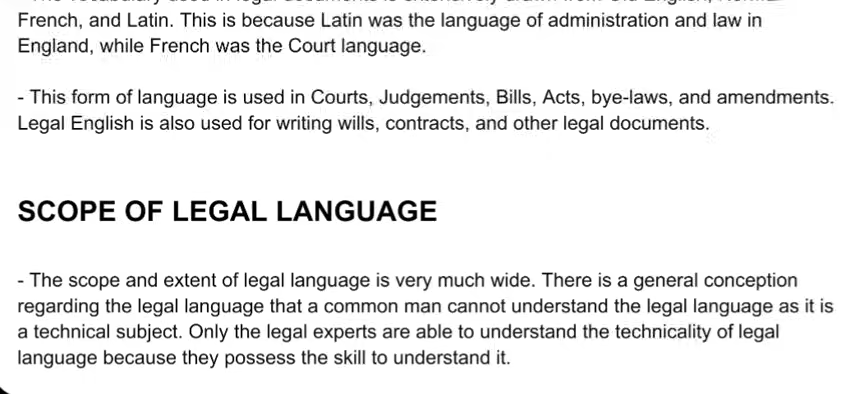 French, and Latin. This is because Latin was the language of administration and law in
England, while French was the Court language.
- This form of language is used in Courts, Judgements, Bills, Acts, bye-laws, and amendments.
Legal English is also used for writing wills, contracts, and other legal documents.
SCOPE OF LEGAL LANGUAGE
- The scope and extent of legal language is very much wide. There is a general conception
regarding the legal language that a common man cannot understand the legal language as it is
a technical subject. Only the legal experts are able to understand the technicality of legal
language because they possess the skill to understand it.